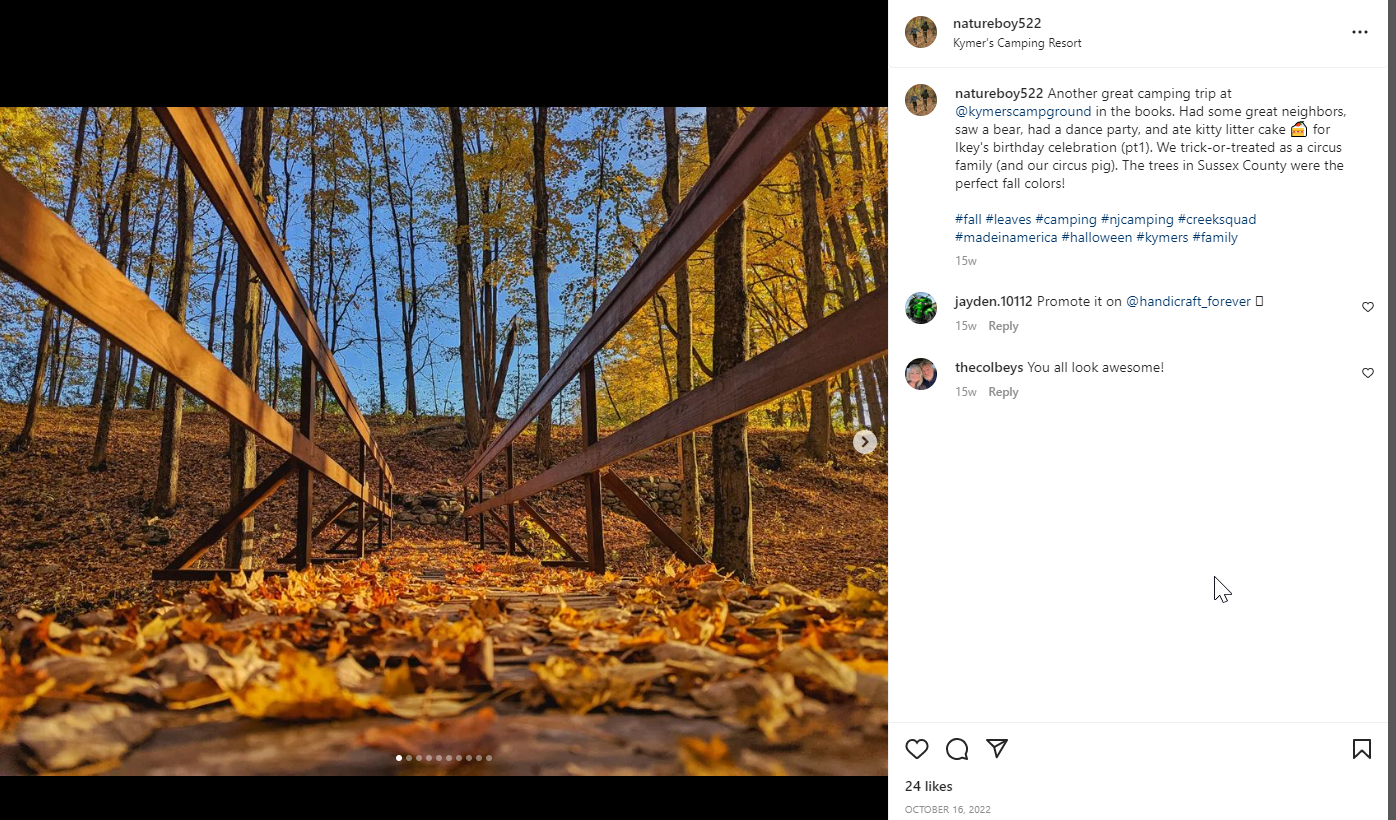 natureboy522
Kymer's Camping Resort
natureboy522 Another great camping trip at
@kymerscampground in the books. Had some great neighbors,
saw a bear, had a dance party, and ate kitty litter cake 🍰 for
Ikey's birthday celebration (pt1). We trick-or-treated as a circus
family (and our circus pig). The trees in Sussex County were the
perfect fall colors!
#fall #leaves #camping #njcamping #creeksquad
#madeinamerica #halloween #kymers #family
15w
jayden.10112 Promote it on @handicraft_forever
15w Reply
thecolbeys You all look awesome!
15w Reply
24 likes
OCTOBER 16, 2022